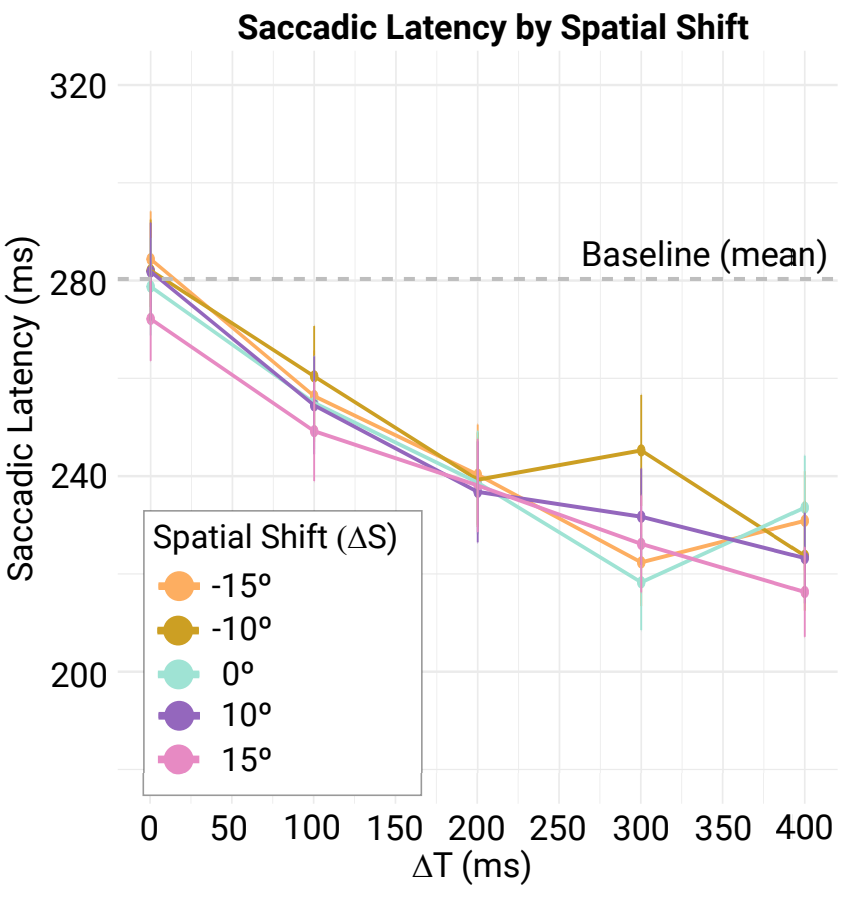 Saccadic Latency by Spatial Shift
320
Baseline (mean)
280
240
200
Saccadic Latency (ms)
Spatial Shift (ΔS)
-15º
-10º
0º
10º
15º
0 50 100 150 200 250 300 350 400
ΔT (ms)